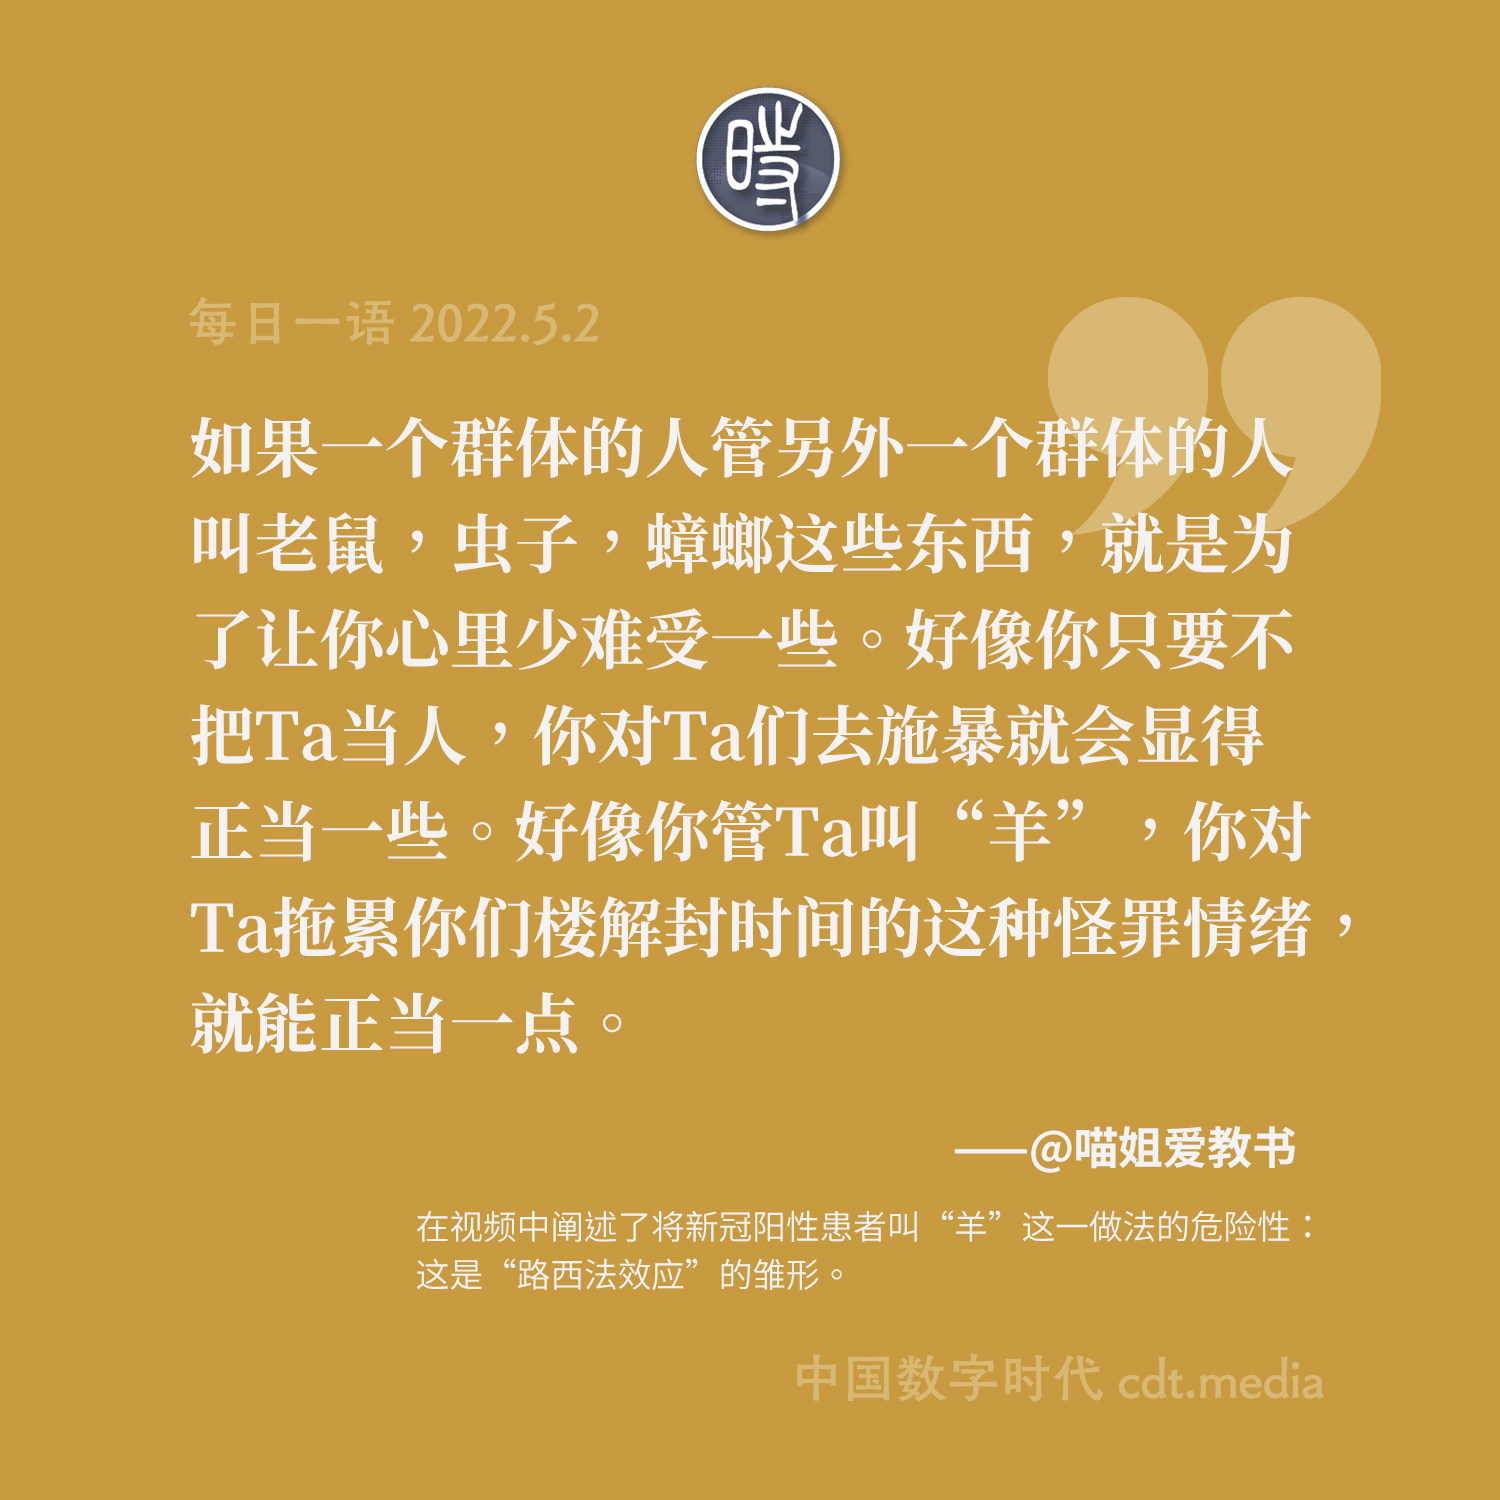 時
每日一语 2022.5.2
如果一个群体的人管另外一个群体的人
叫老鼠，虫子，蟑螂这些东西，就是为
了让你心里少难受一些。好像你只要不
把Ta当人，你对Ta们去施暴就会显得
正当一些。好像你管Ta叫“羊”，你对
Ta拖累你们楼解封时间的这种怪罪情绪，
就能正当一点。
——@喵姐爱教书
在视频中阐述了将新冠阳性患者叫“羊”这一做法的危险性：
这是“路西法效应”的雏形。
中国数字时代 cdt.media